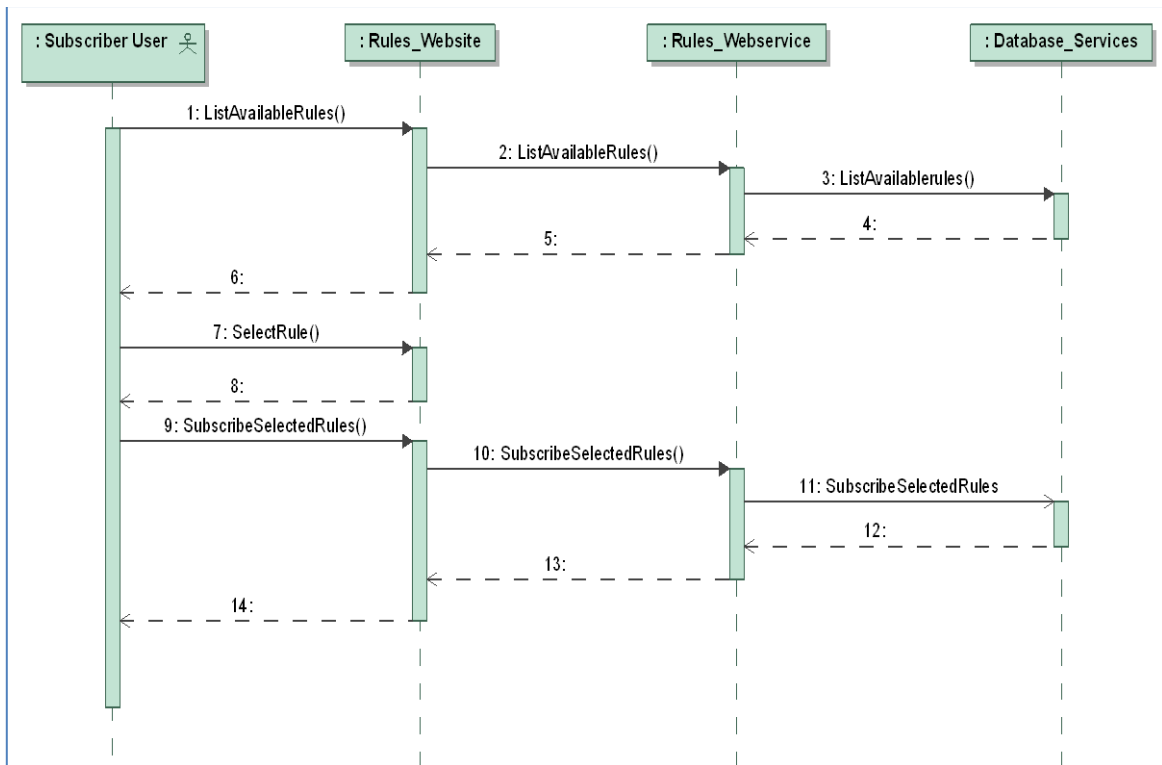 : Subscriber User
: Rules_Website
: Rules_Webservice
: Database_Services
1: ListAvailableRules()
2: ListAvailableRules()
3: ListAvailablerules()
4:
5:
6:
7: SelectRule()
8:
9: SubscribeSelectedRules()
10: SubscribeSelectedRules()
11: SubscribeSelectedRules
12:
13:
14: